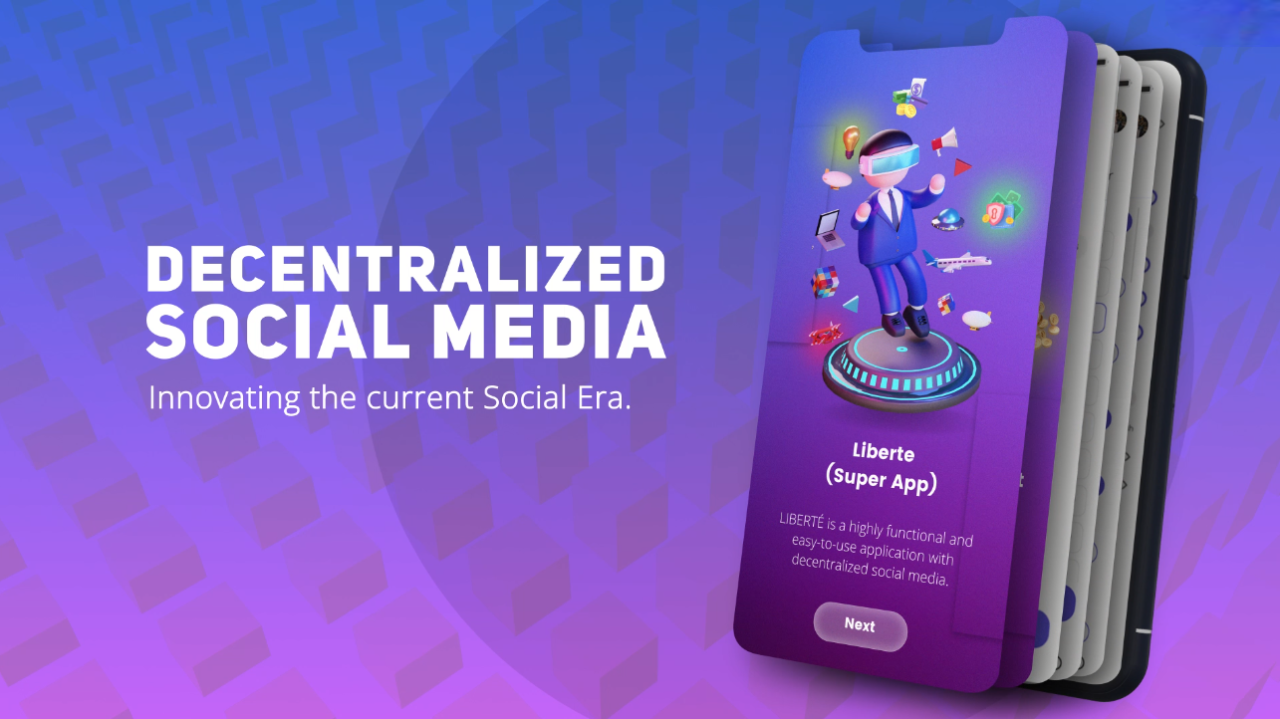 DECENTRALIZED
SOCIAL MEDIA
Innovating the current Social Era.
Liberte
(Super App)
LIBERTÉ is a highly functional and
easy-to-use application with
decentralized social media.
Next